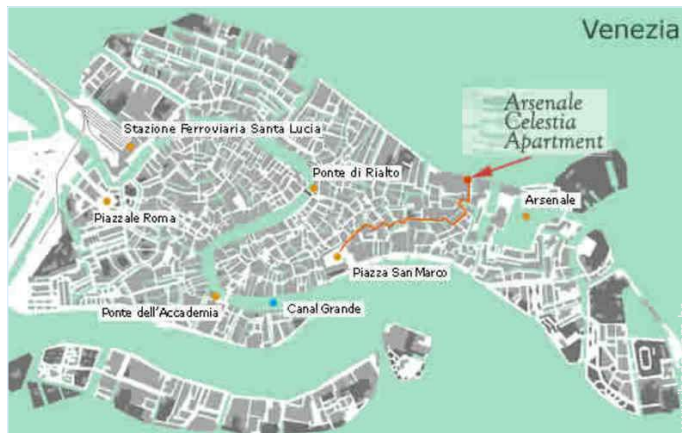 Venezia
Arsenale
Celestia
Apartment
Stazione Ferroviaria Santa Lucia
Ponte di Rialto
Piazzale Roma
Arsenale
Piazza San Marco
Ponte dell'Accademia
Canal Grande